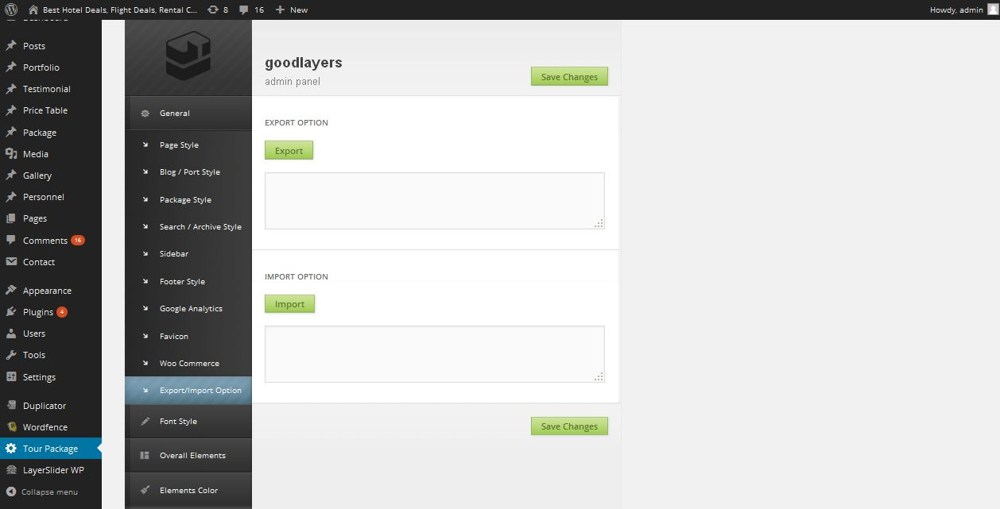 Best Hotel Deals, Flight Deals, Rental C...
8
16
New
Howdy, admin
Dashboard
Posts
Portfolio
Testimonial
Price Table
Package
Media
Gallery
Personnel
Pages
Comments 16
Contact
Appearance
Plugins 4
Users
Tools
Settings
Duplicator
Wordfence
Tour Package
LayerSlider WP
Collapse menu
General
Page Style
Blog / Port Style
Package Style
Search / Archive Style
Sidebar
Footer Style
Google Analytics
Favicon
Woo Commerce
Export/Import Option
Font Style
Overall Elements
Elements Color
goodlayers
admin panel
Save Changes
EXPORT OPTION
Export
IMPORT OPTION
Import
Save Changes